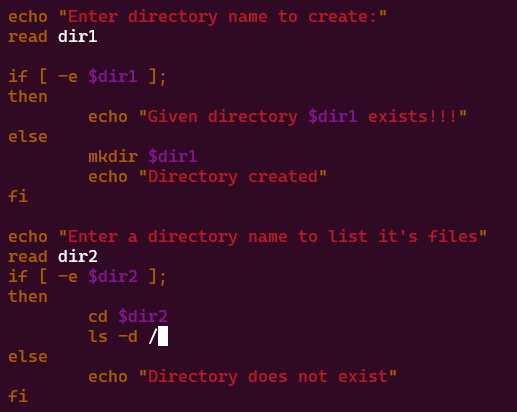 echo "Enter directory name to create:"
read dir1

if [ -e $dir1 ];
then
        echo "Given directory $dir1 exists!!!"
else
        mkdir $dir1
        echo "Directory created"
fi

echo "Enter a directory name to list it's files"
read dir2
if [ -e $dir2 ];
then
        cd $dir2
        ls -d /
else
        echo "Directory does not exist"
fi